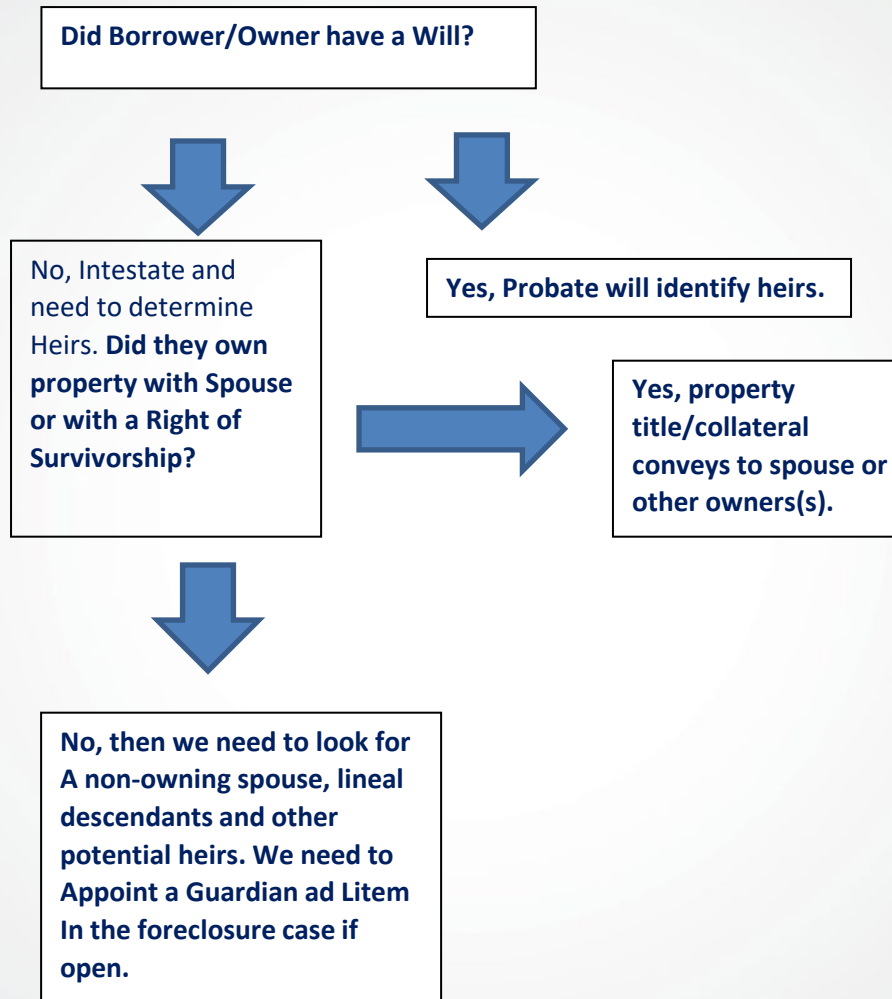 Did Borrower/Owner have a Will?
No, Intestate and
need to determine
Heirs. Did they own
property with Spouse
or with a Right of
Survivorship?
Yes, Probate will identify heirs.
Yes, property
title/collateral
conveys to spouse or
other owners(s).
No, then we need to look for
A non-owning spouse, lineal
descendants and other
potential heirs. We need to
Appoint a Guardian ad Litem
In the foreclosure case if
open.